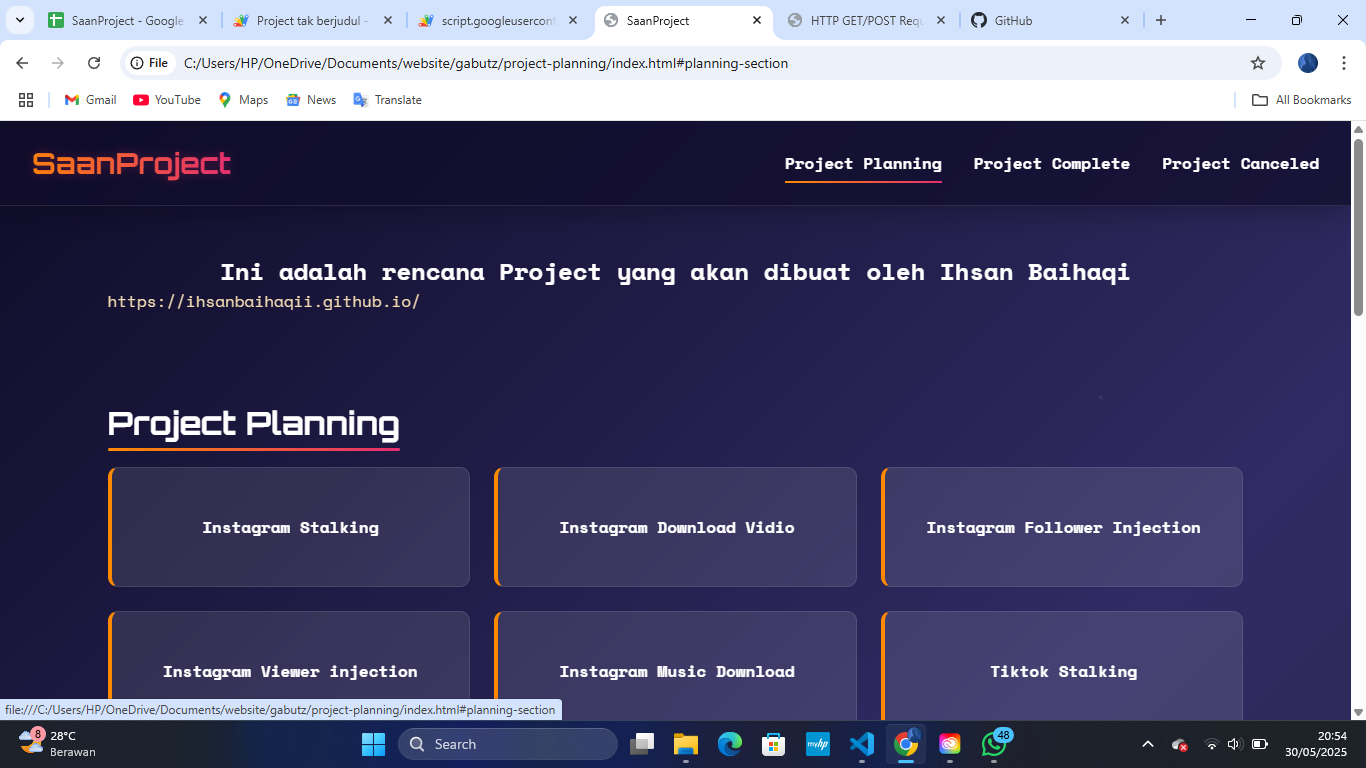 SaanProject - Google
Project tak berjudul -
script.googleusercont
SaanProject
HTTP GET/POST Requ
GitHub
File
C:/Users/HP/OneDrive/Documents/website/gabutz/project-planning/index.html#planning-section
Gmail
YouTube
Maps
News
Translate
All Bookmarks
SaanProject
Project Planning
Project Complete
Project Canceled
Ini adalah rencana Project yang akan dibuat oleh Ihsan Baihaqi
https://ihsanbaihaqii.github.io/
Project Planning
Instagram Stalking
Instagram Download Vidio
Instagram Follower Injection
Instagram Viewer injection
Instagram Music Download
Tiktok Stalking
file:///C:/Users/HP/OneDrive/Documents/website/gabutz/project-planning/index.html#planning-section
8
28°C
Berawan
Search
myhp
48
20:54
30/05/2025